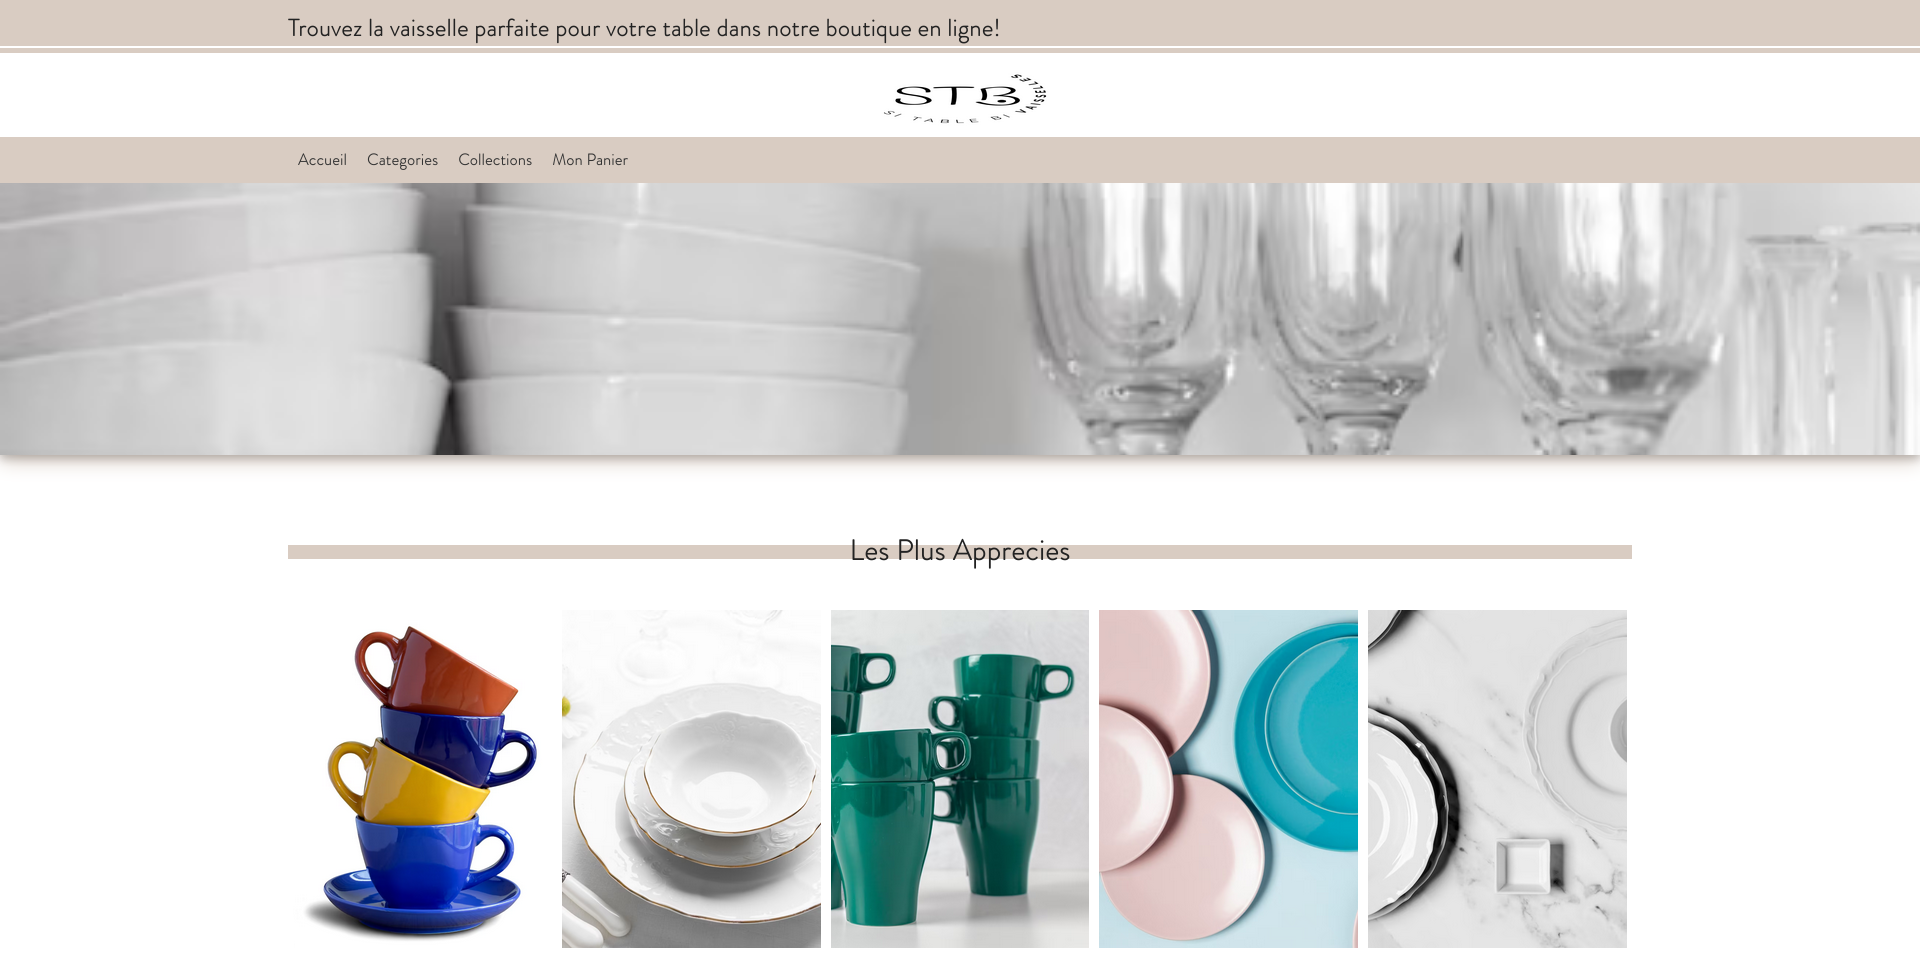 Trouvez la vaisselle parfaite pour votre table dans notre boutique en ligne!
STB
SI TABLE BI VAISSELLES
Accueil Categories Collections Mon Panier
Les Plus Apprecies